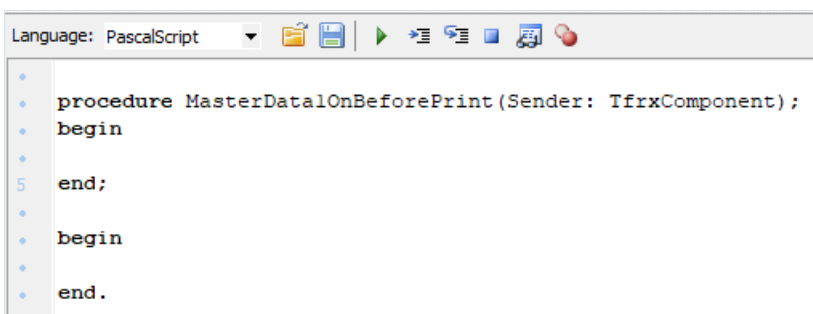 Language: PascalScript
procedure MasterData1OnBeforePrint(Sender: TfrxComponent);
begin
5 end;
begin
end.